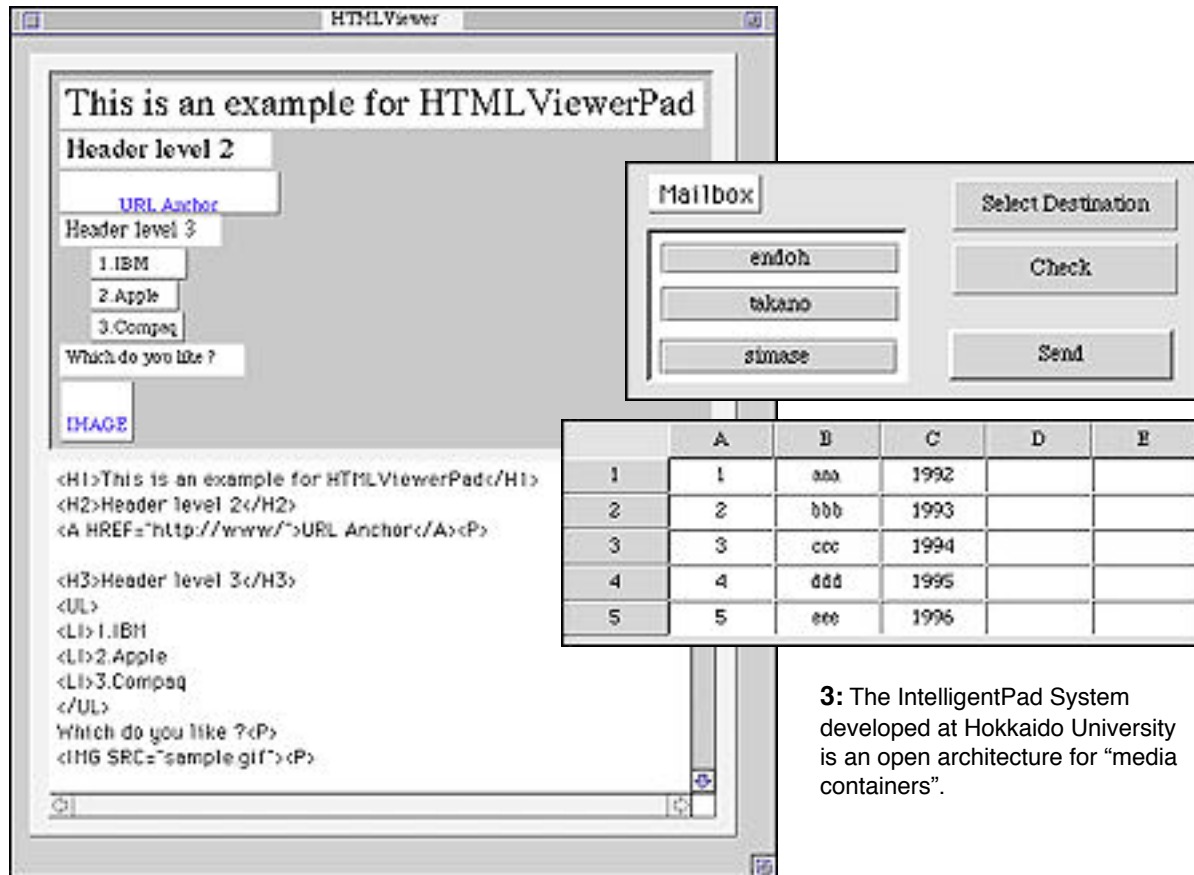 HTMLViewer
This is an example for HTMLViewerPad
Header level 2
URL Anchor
Header level 3
1.IBM
2.Apple
3.Compaq
Which do you like ?
IMAGE
<H1>This is an example for HTMLViewerPad</H1>
<H2>Header level 2</H2>
<A HREF="http://www/">URL Anchor</A><P>
<H3>Header level 3</H3>
<UL>
<LI>1.IBM
<LI>2.Apple
<LI>3.Compaq
</UL>
Which do you like ?<P>
<IMG SRC="sample.gif"><P>
Mailbox
endoh
takano
simase
Select Destination
Check
Send
A B C D E
1 1 aaa 1992
2 2 bbb 1993
3 3 ccc 1994
4 4 ddd 1995
5 5 eee 1996
3: The IntelligentPad System
developed at Hokkaido University
is an open architecture for “media
containers”.